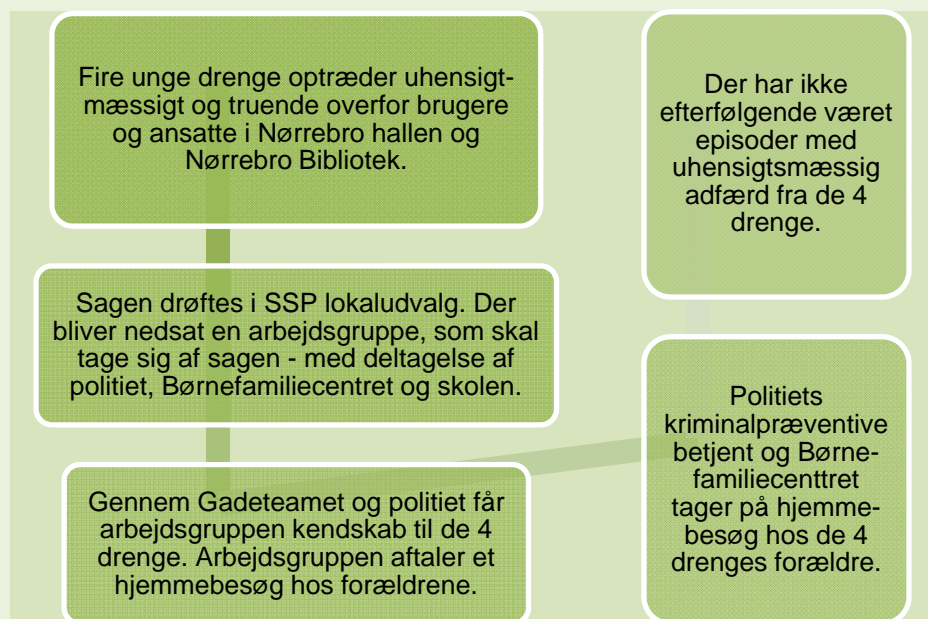 Fire unge drenge optræder uhensigt-
mæssigt og truende overfor brugere
og ansatte i Nørrebro hallen og
Nørrebro Bibliotek.
Sagen drøftes i SSP lokaludvalg. Der
bliver nedsat en arbejdsgruppe, som skal
tage sig af sagen - med deltagelse af
politiet, Børnefamiliecentret og skolen.
Gennem Gadeteamet og politiet får
arbejdsgruppen kendskab til de 4
drenge. Arbejdsgruppen aftaler et
hjemmebesøg hos forældrene.
Politiets
kriminalpræventive
betjent og Børne-
familiecenttret
tager på hjemme-
besøg hos de 4
drenges forældre.
Der har ikke
efterfølgende været
episoder med
uhensigtsmæssig
adfærd fra de 4
drenge.